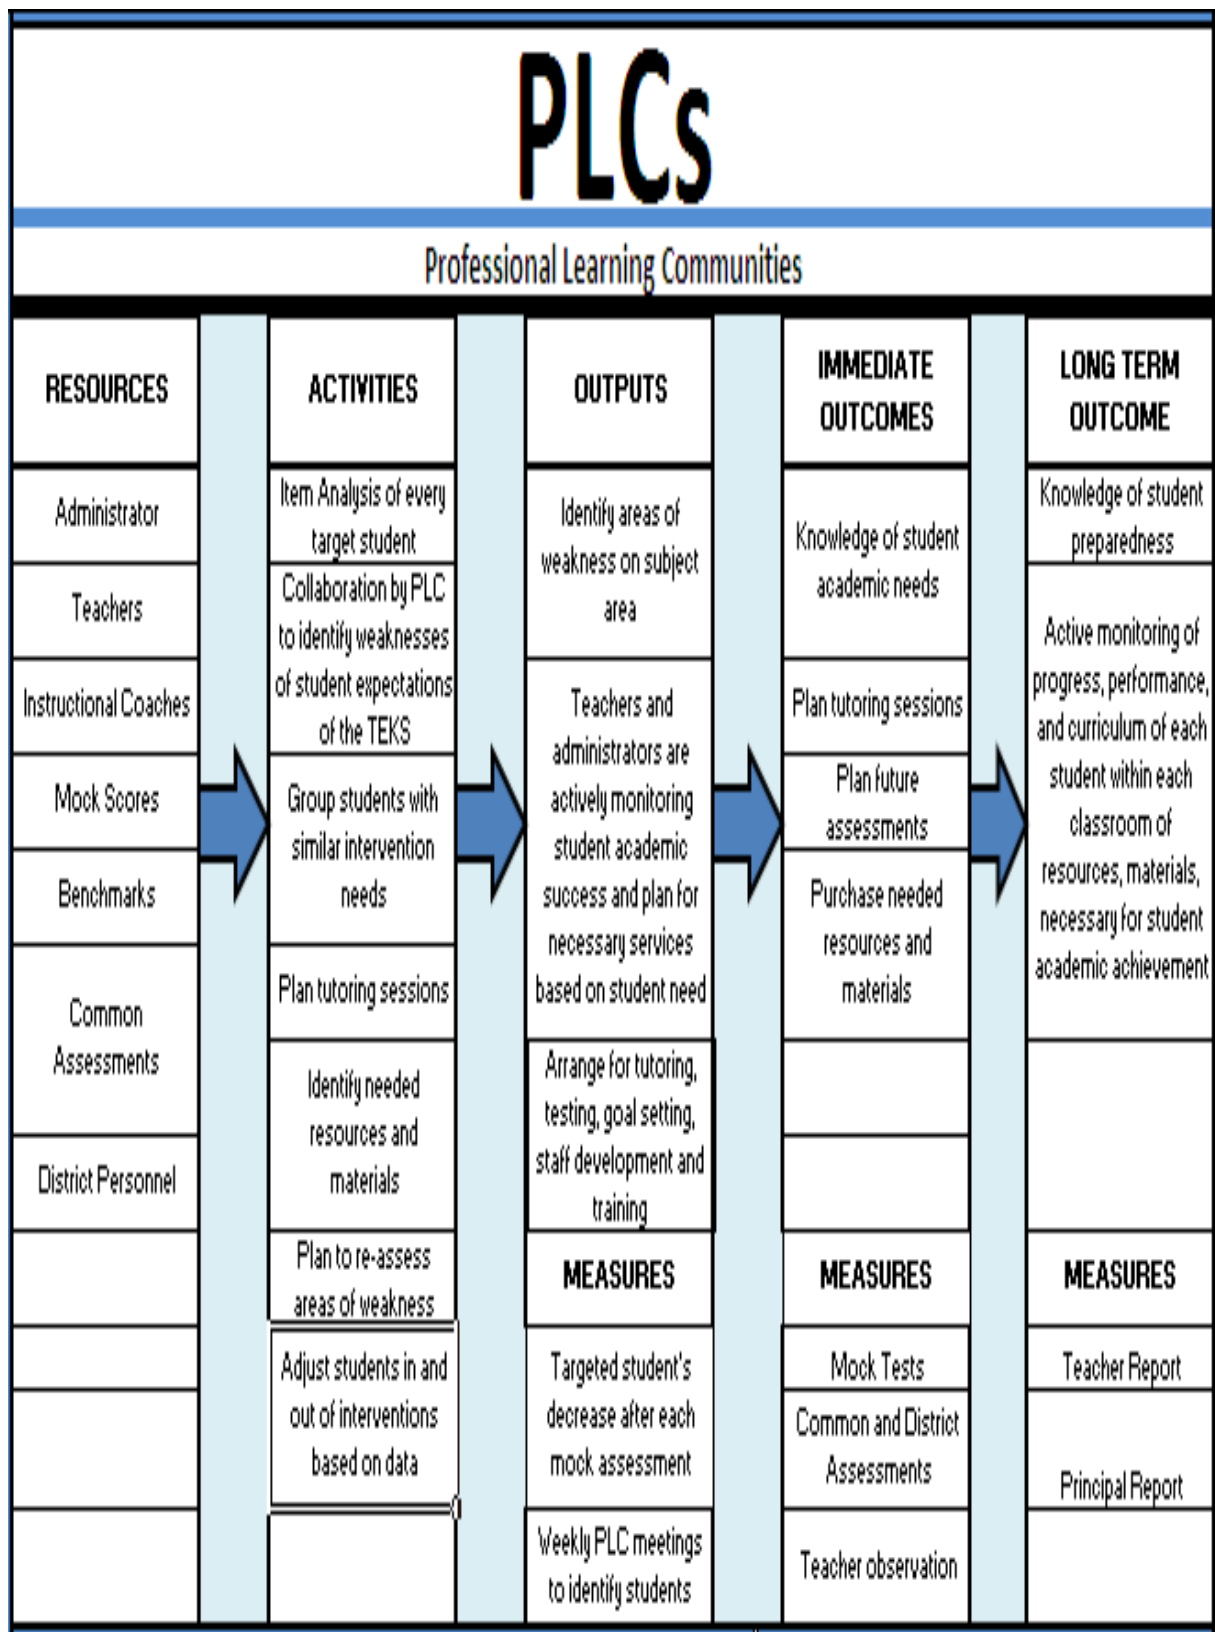 PLCs
Professional Learning Communities
RESOURCES
Administrator
Teachers
Instructional Coaches
Mock Scores
Benchmarks
Common
Assessments
District Personnel
ACTIVITIES
Item Analysis of every
target student
Collaboration by PLC
to identify weaknesses
of student expectations
of the TEKS
Group students with
similar intervention
needs
Plan tutoring sessions
Identify needed
resources and
materials
Plan to re-assess
areas of weakness
Adjust students in and
out of interventions
based on data
OUTPUTS
Identify areas of
weakness on subject
area
Teachers and
administrators are
actively monitoring
student academic
success and plan for
necessary services
based on student need
Arrange for tutoring,
testing, goal setting,
staff development and
training
MEASURES
Targeted student's
decrease after each
mock assessment
Weekly PLC meetings
to identify students
IMMEDIATE
OUTCOMES
Knowledge of student
academic needs
Plan tutoring sessions
Plan future
assessments
Purchase needed
resources and
materials
MEASURES
Mock Tests
Common and District
Assessments
Teacher observation
LONG TERM
OUTCOME
Knowledge of student
preparedness
Active monitoring of
progress, performance,
and curriculum of each
student within each
classroom of
resources, materials,
necessary for student
academic achievement
MEASURES
Teacher Report
Principal Report